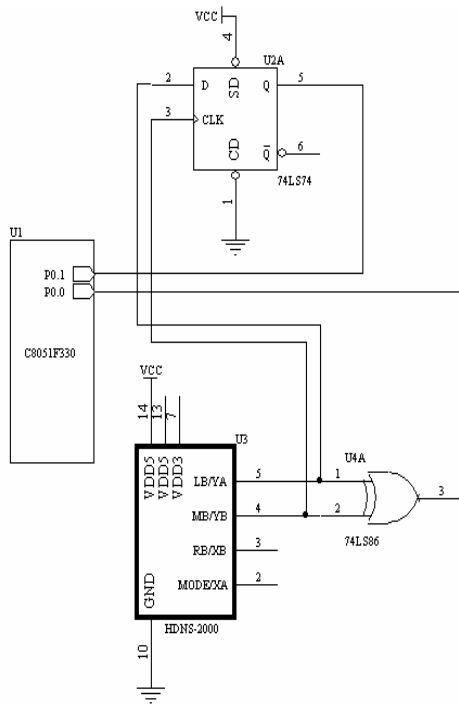 VCC
4
U2A
2
D
SD
Q
5
3
CLK
CD
Q
6
74LS74
1
U1
P0.1
P0.0
C8051F330
VCC
14
13
7
U3
VDD5
VDD5
VDD3
LB/YA
5
U4A
1
MB/YB
4
2
3
74LS86
RB/XB
3
MODE/XA
2
GND
HDNS-2000
10